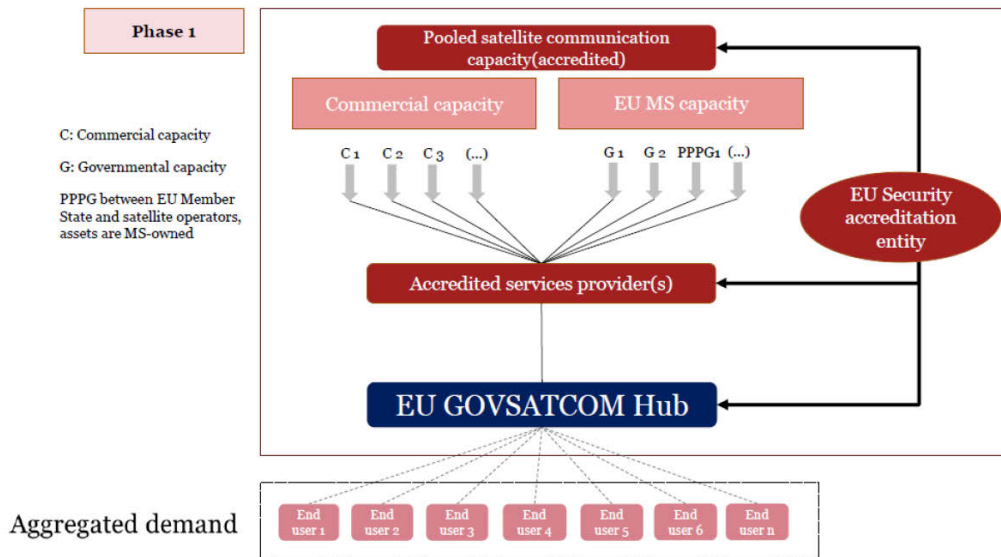 Phase 1
Pooled satellite communication
capacity(accredited)
Commercial capacity
EU MS capacity
C: Commercial capacity
G: Governmental capacity
PPPG between EU Member
State and satellite operators,
assets are MS-owned
C 1 C 2 C 3 (...)
G 1 G 2 PPPG1 (...)
EU Security
accreditation
entity
Accredited services provider(s)
EU GOVSATCOM Hub
Aggregated demand
End
user 1
End
user 2
End
user 3
End
user 4
End
user 5
End
user 6
End
user n